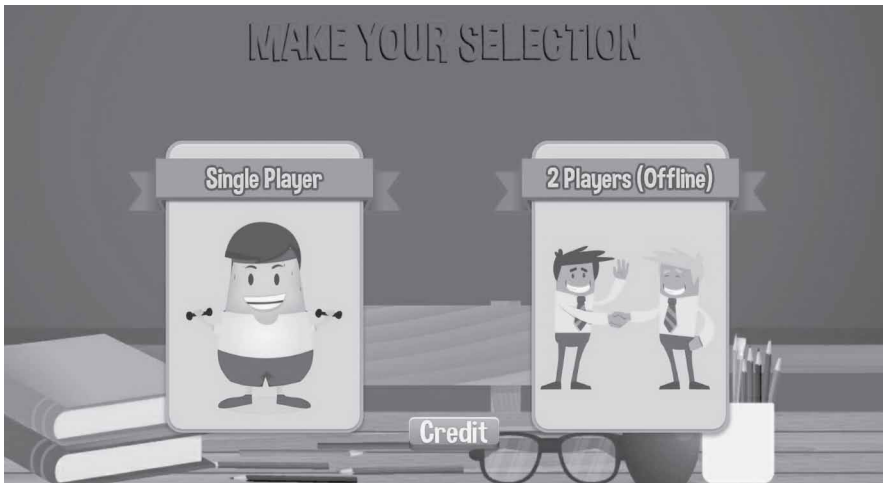 MAKE YOUR SELECTION
Single Player
2 Players (Offline)
Credit